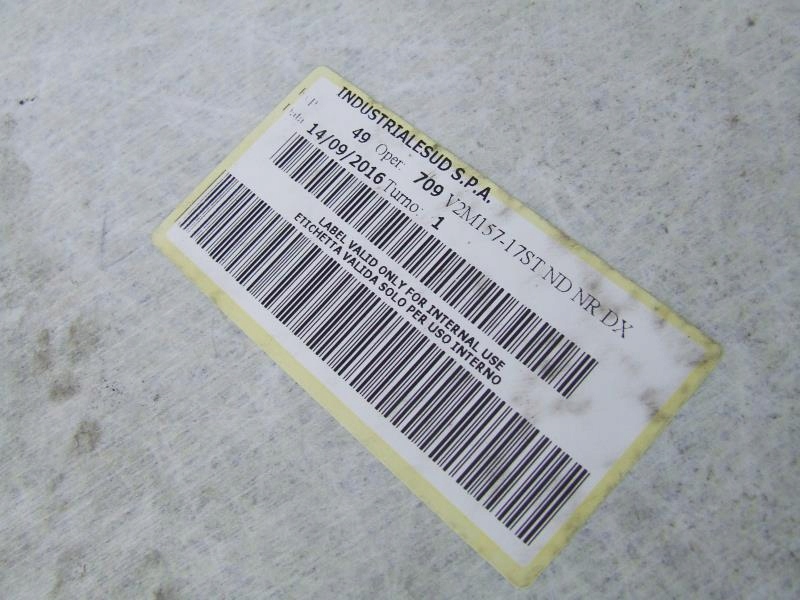 INDUSTRIALESUD S.P.A.
49 Oper: 709 V2M157-17ST ND NR DX
Data 14/09/2016 Turno: 1
LABEL VALID ONLY FOR INTERNAL USE
ETICHETTA VALIDA SOLO PER USO INTERNO